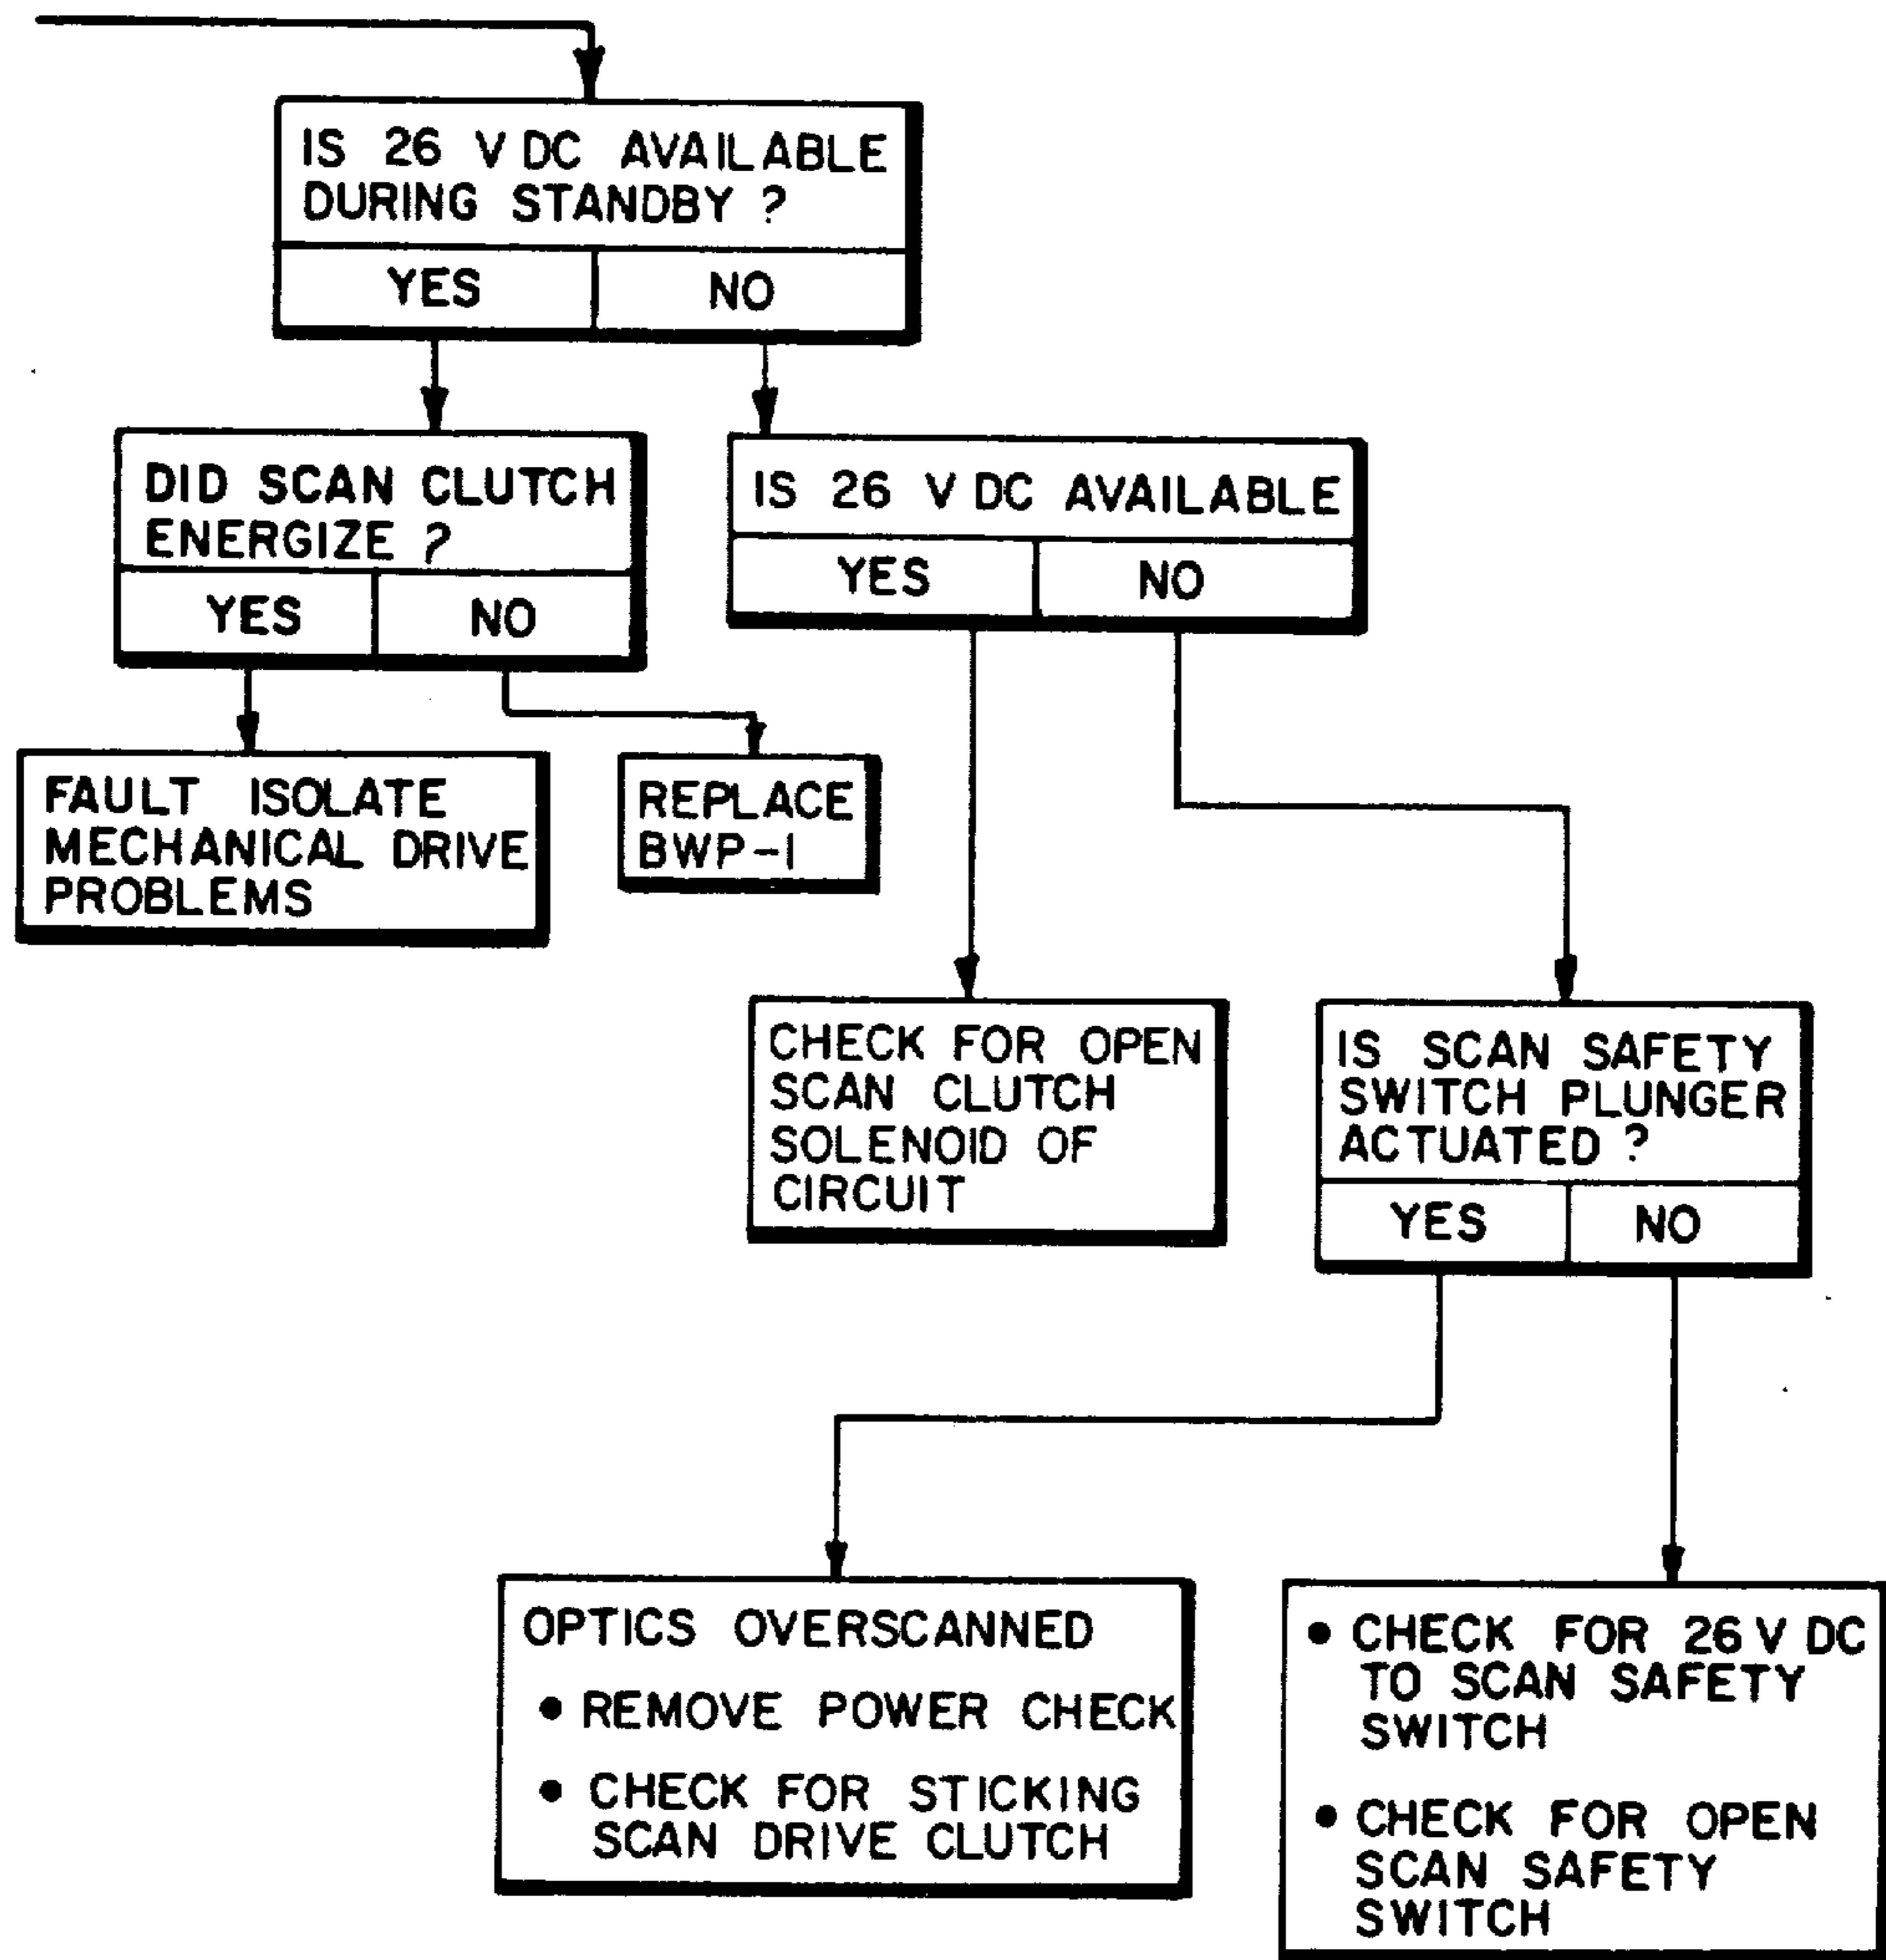 IS 26 V DC AVAILABLE
DURING STANDBY ?
YES NO
DID SCAN CLUTCH
ENERGIZE ?
YES NO
IS 26 V DC AVAILABLE
YES NO
FAULT ISOLATE
MECHANICAL DRIVE
PROBLEMS
REPLACE
BWP-1
CHECK FOR OPEN
SCAN CLUTCH
SOLENOID OF
CIRCUIT
IS SCAN SAFETY
SWITCH PLUNGER
ACTUATED ?
YES NO
OPTICS OVERSCANNED
• REMOVE POWER CHECK
• CHECK FOR STICKING
SCAN DRIVE CLUTCH
• CHECK FOR 26 V DC
TO SCAN SAFETY
SWITCH
• CHECK FOR OPEN
SCAN SAFETY
SWITCH